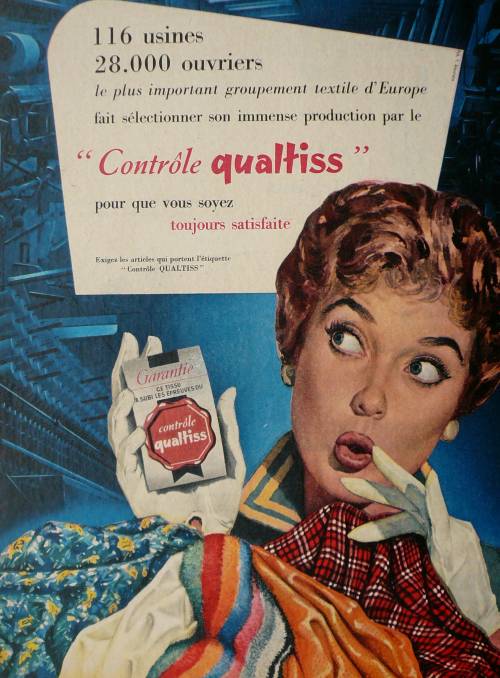 116 usines
28.000 ouvriers
le plus important groupement textile d'Europe
fait sélectionner son immense production par le
“ Contrôle qualtiss ”
pour que vous soyez
toujours satisfaite
Exigez les articles qui portent l'étiquette
“Contrôle QUALTISS”
Garantie
CE TISSU
A SUBI LES ÉPREUVES DU
contrôle
qualtiss